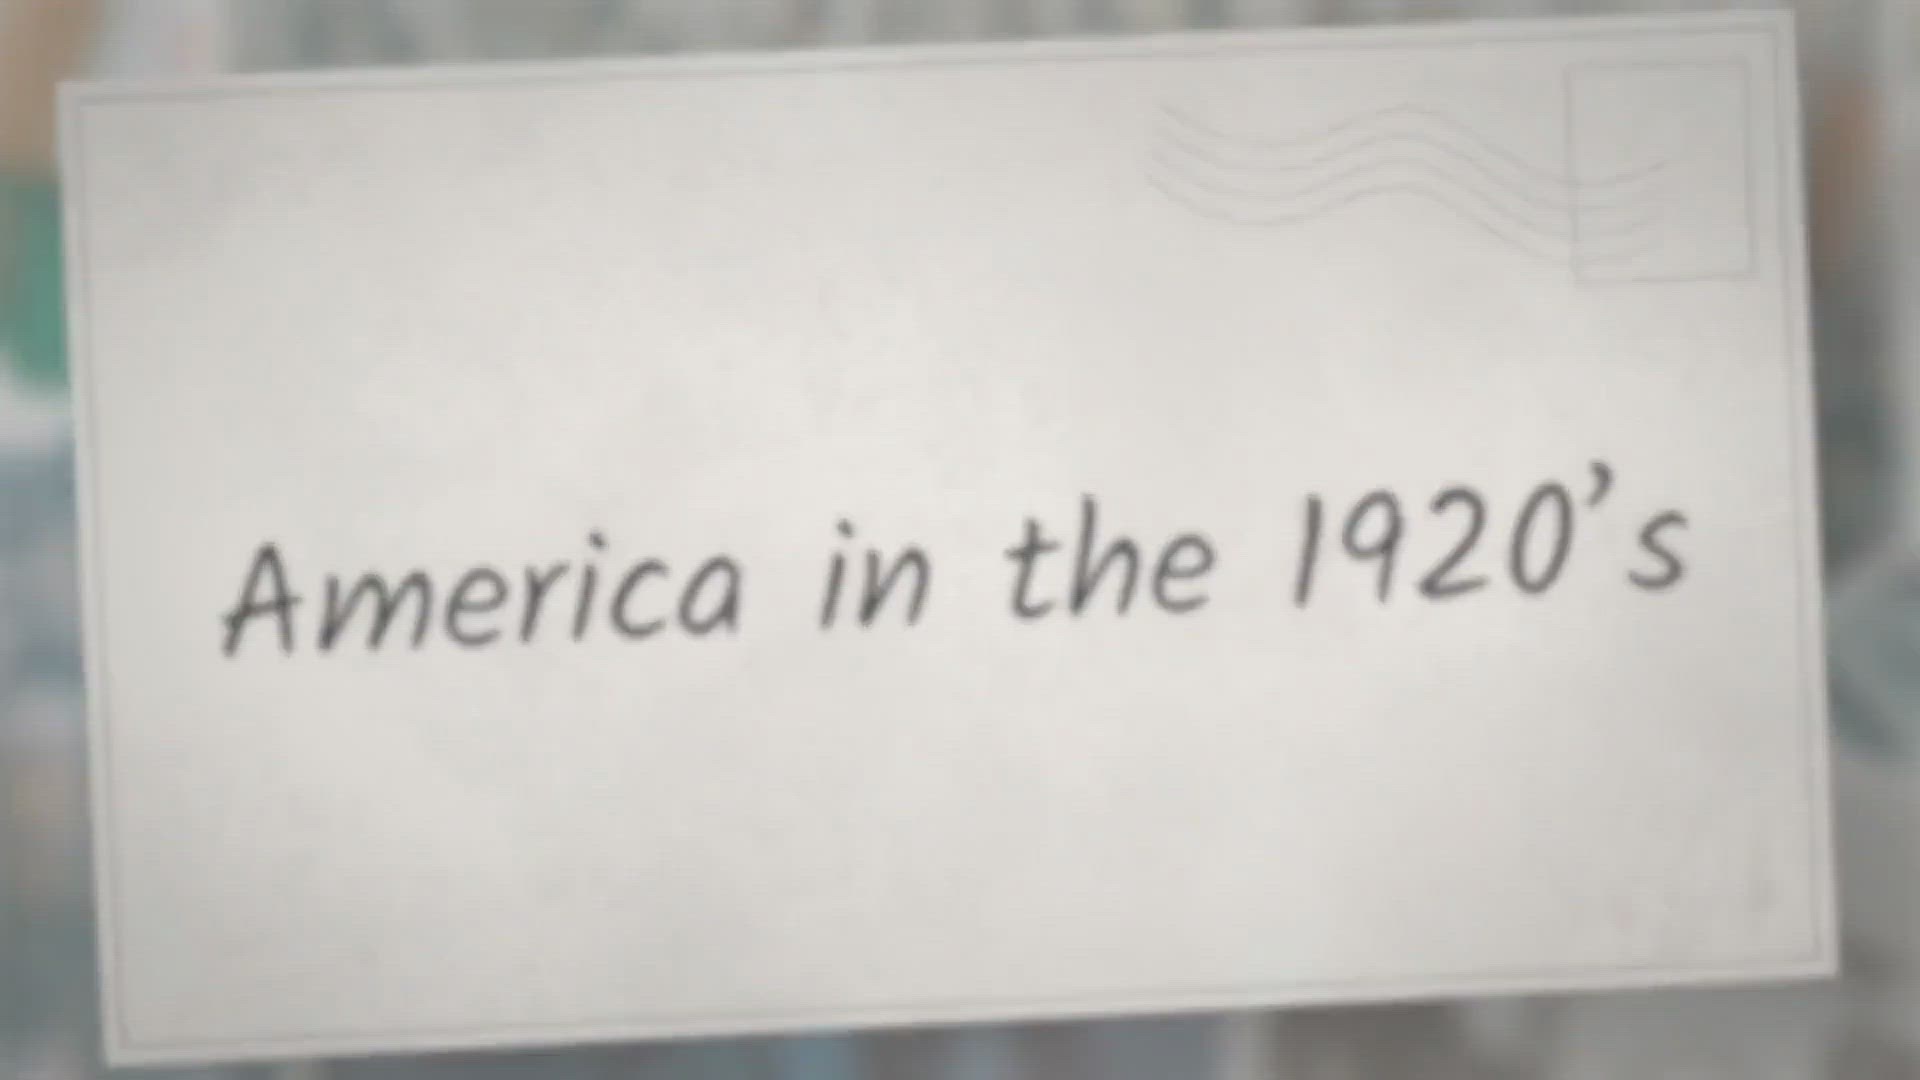 America in the 1920's